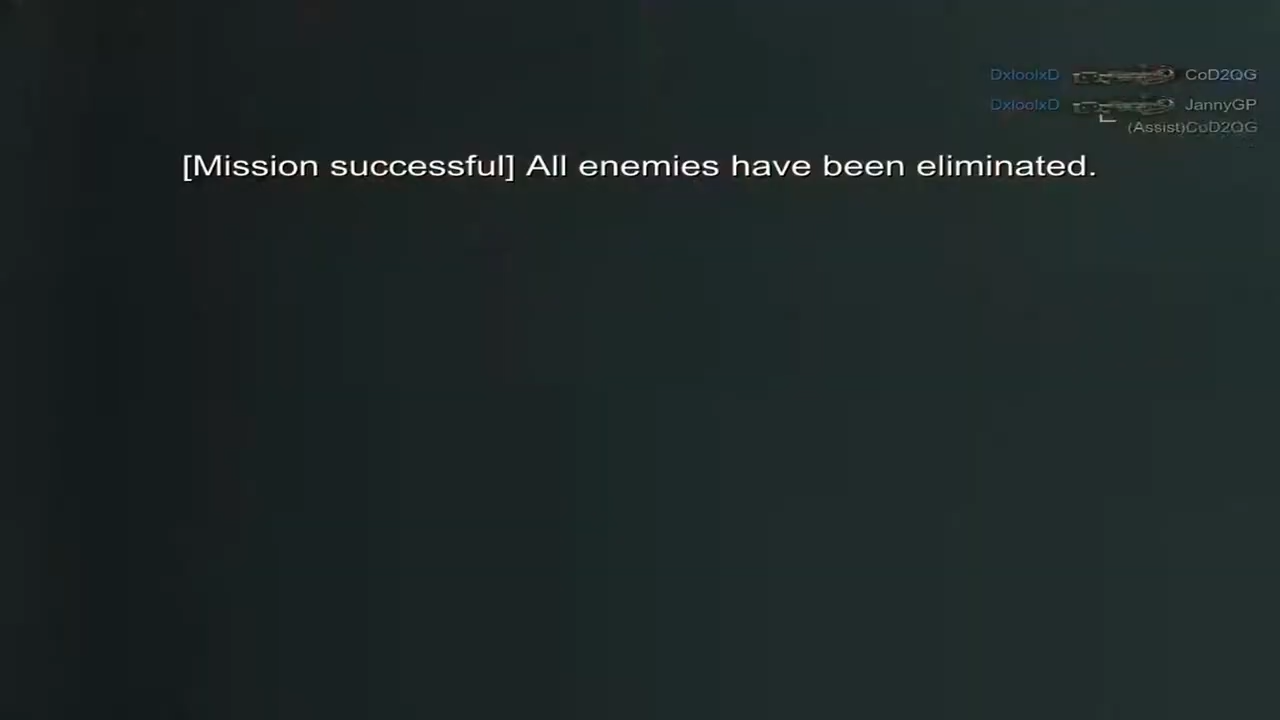 DxloolxD CoD2QG
DxloolxD JannyGP
(Assist)CoD2QG
[Mission successful] All enemies have been eliminated.